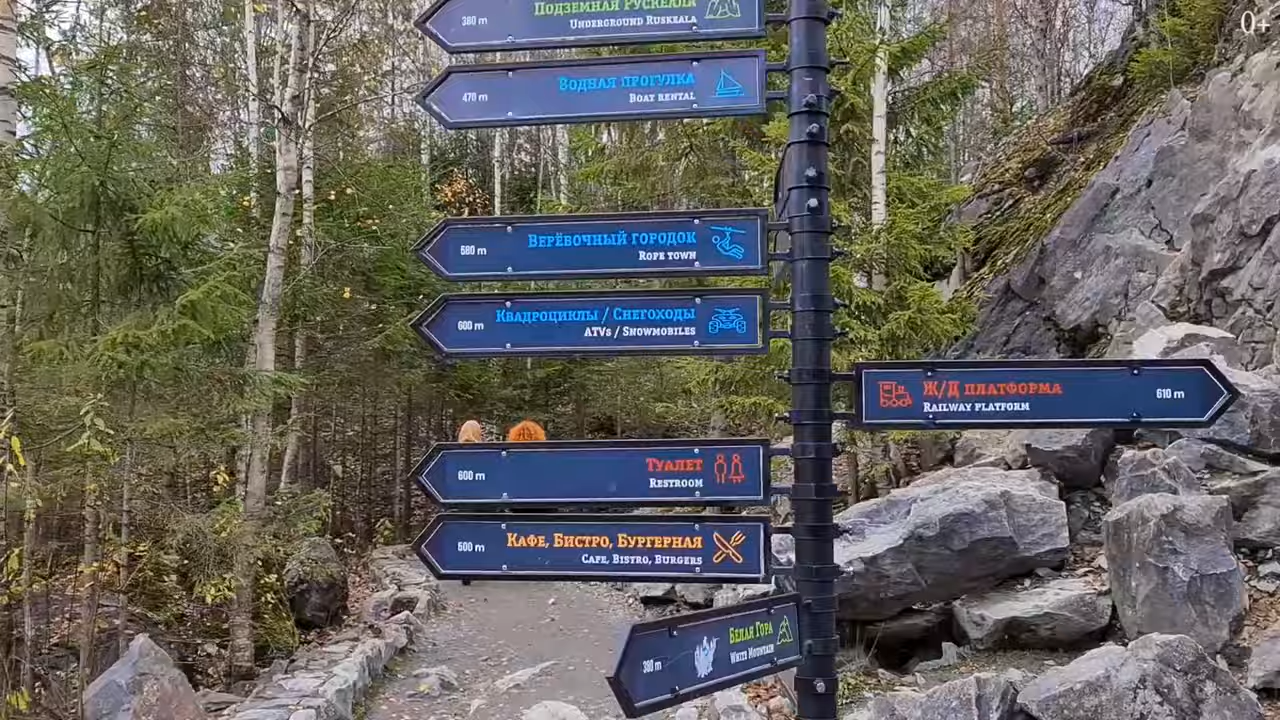 0+
Подземная Рускеала
380 m
Underground Ruskeala
Водная прогулка
470 m
Boat rental
Верёвочный городок
580 m
Rope town
Квадроциклы / Снегоходы
600 m
ATVs / Snowmobiles
Ж/Д платформа
610 m
Railway platform
Туалет
600 m
Restroom
Кафе, Бистро, Бургерная
500 m
Cafe, Bistro, Burgers
Белая Гора
380 m
White Mountain